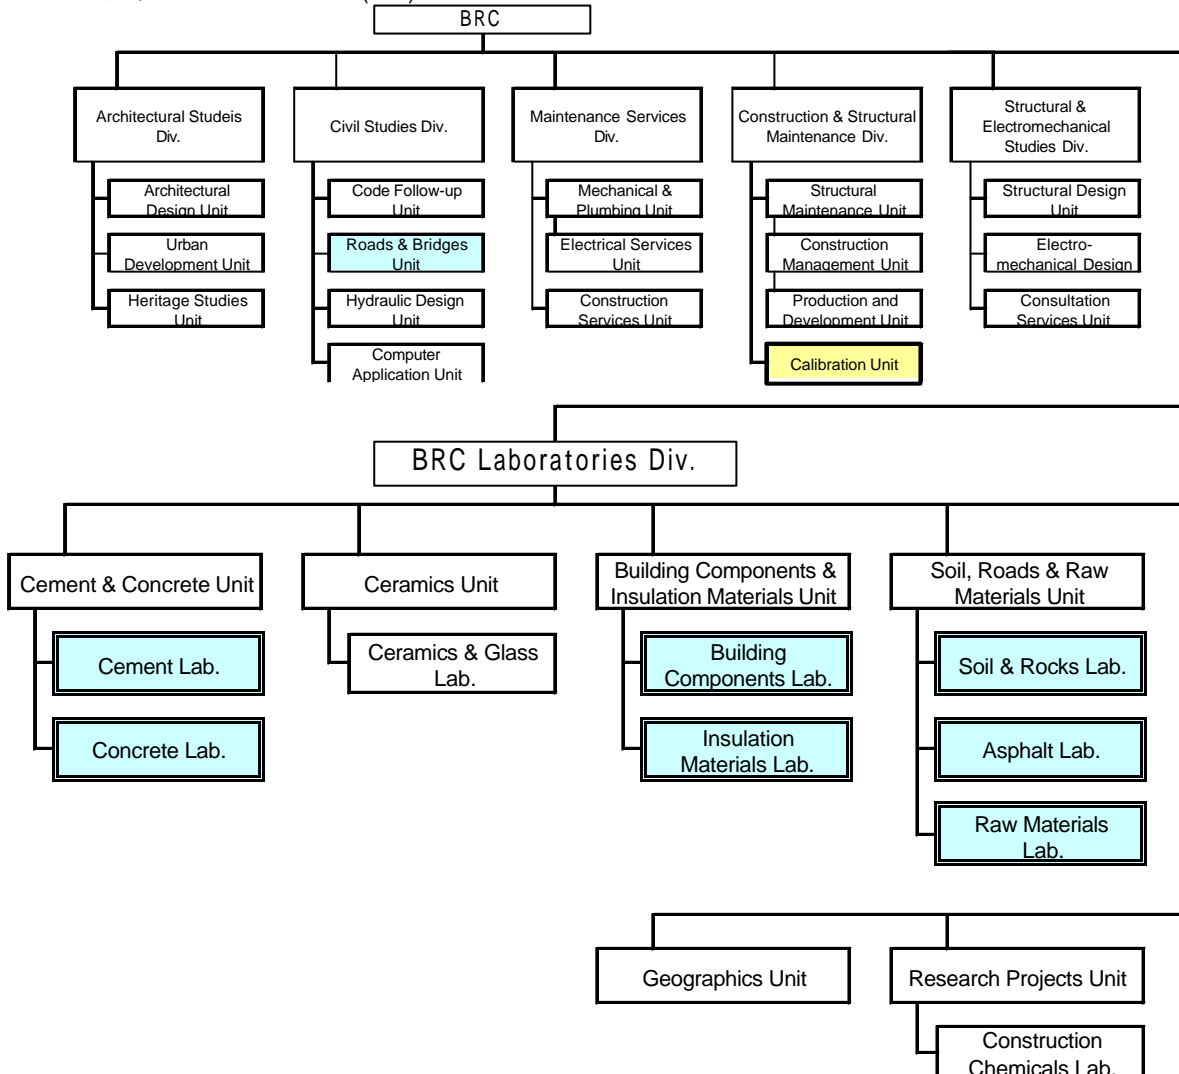 BRC
Architectural Studeis
Div.
Civil Studies Div.
Maintenance Services
Div.
Construction & Structural
Maintenance Div.
Structural &
Electromechanical
Studies Div.
Architectural
Design Unit
Code Follow-up
Unit
Mechanical &
Plumbing Unit
Structural
Maintenance Unit
Structural Design
Unit
Urban
Development Unit
Roads & Bridges
Unit
Electrical Services
Unit
Construction
Management Unit
Electro-
mechanical Design
Heritage Studies
Unit
Hydraulic Design
Unit
Construction
Services Unit
Production and
Development Unit
Consultation
Services Unit
Computer
Application Unit
Calibration Unit
BRC Laboratories Div.
Cement & Concrete Unit
Ceramics Unit
Building Components &
Insulation Materials Unit
Soil, Roads & Raw
Materials Unit
Cement Lab.
Ceramics & Glass
Lab.
Building
Components Lab.
Soil & Rocks Lab.
Concrete Lab.
Insulation
Materials Lab.
Asphalt Lab.
Raw Materials
Lab.
Geographics Unit
Research Projects Unit
Construction
Chemicals Lab.